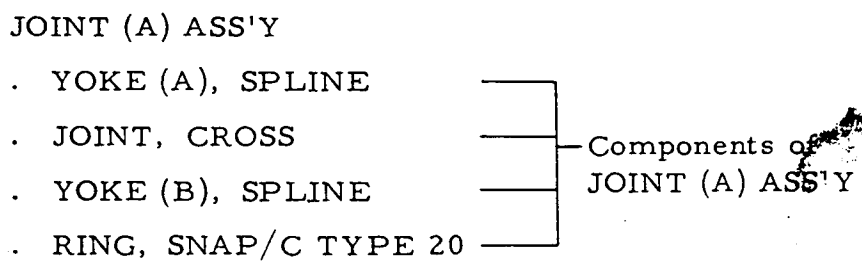 JOINT (A) ASS'Y
. YOKE (A), SPLINE
. JOINT, CROSS
. YOKE (B), SPLINE
. RING, SNAP/C TYPE 20
Components of
JOINT (A) ASS'Y